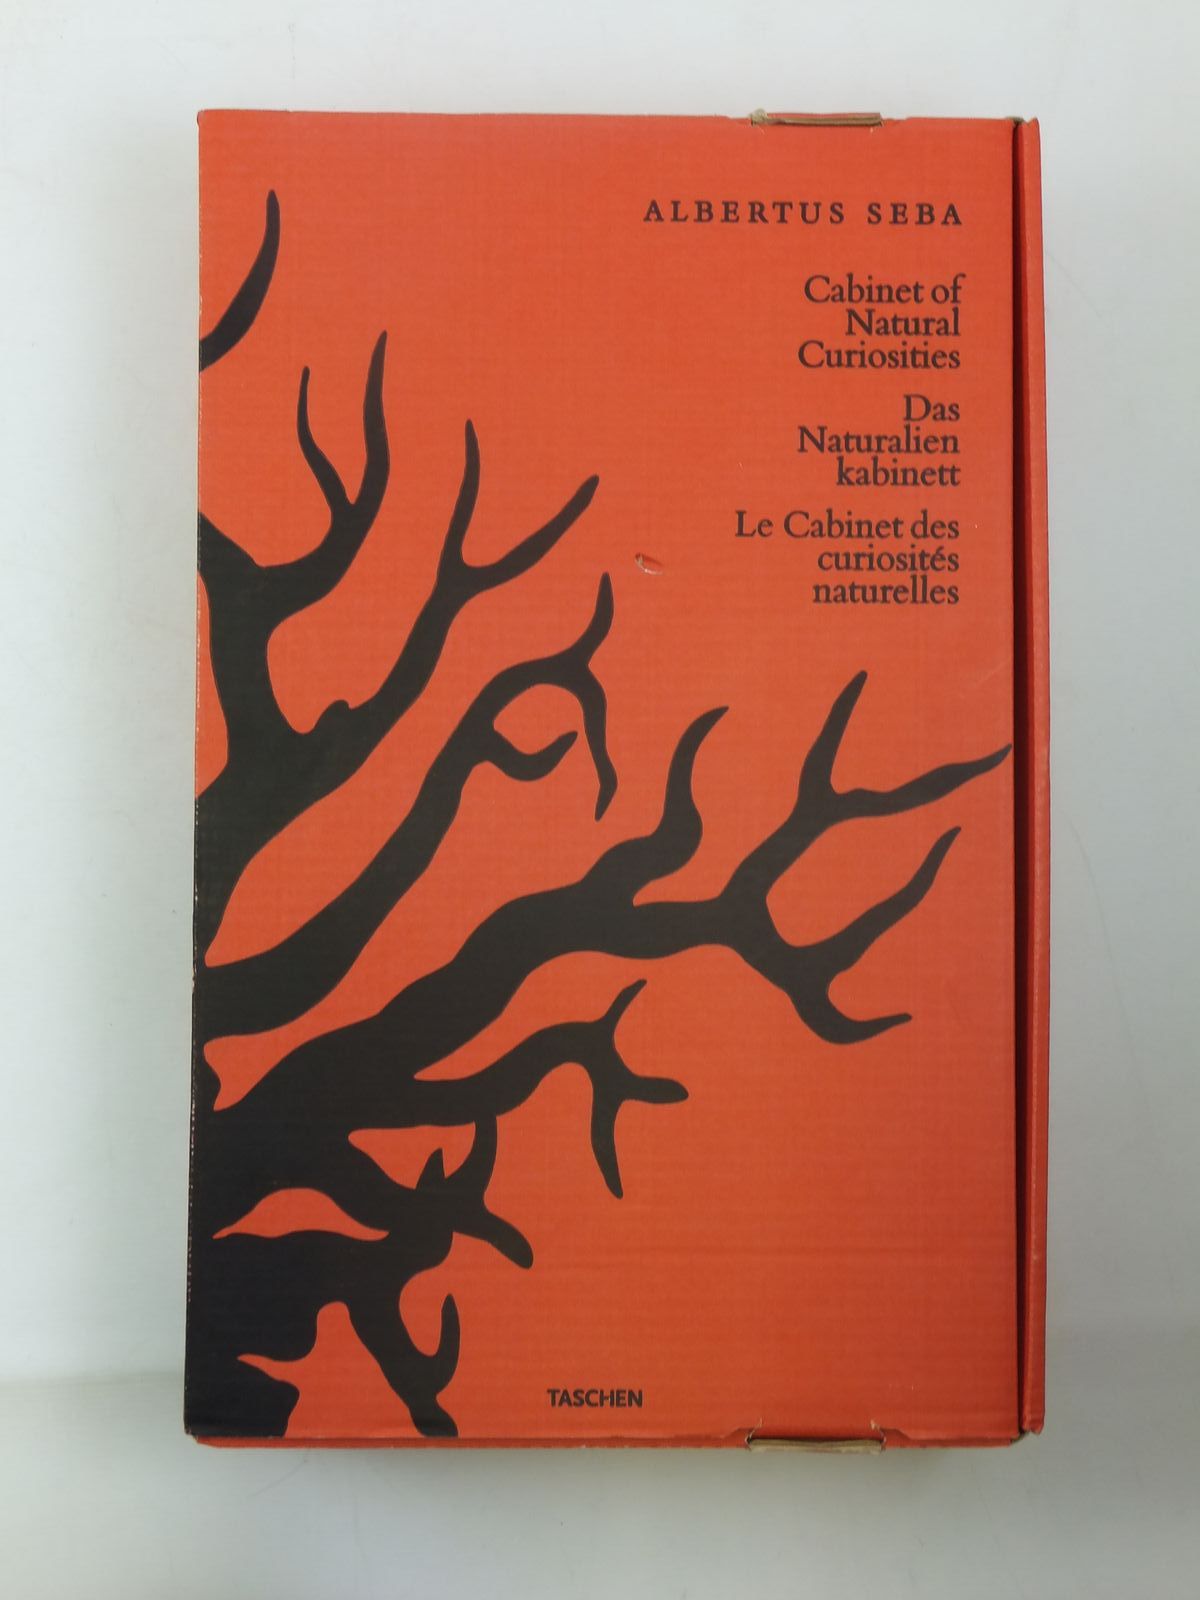 ALBERTUS SEBA
Cabinet of
Natural
Curiosities
Das
Naturalien
kabinett
Le Cabinet des
curiosités
naturelles
TASCHEN